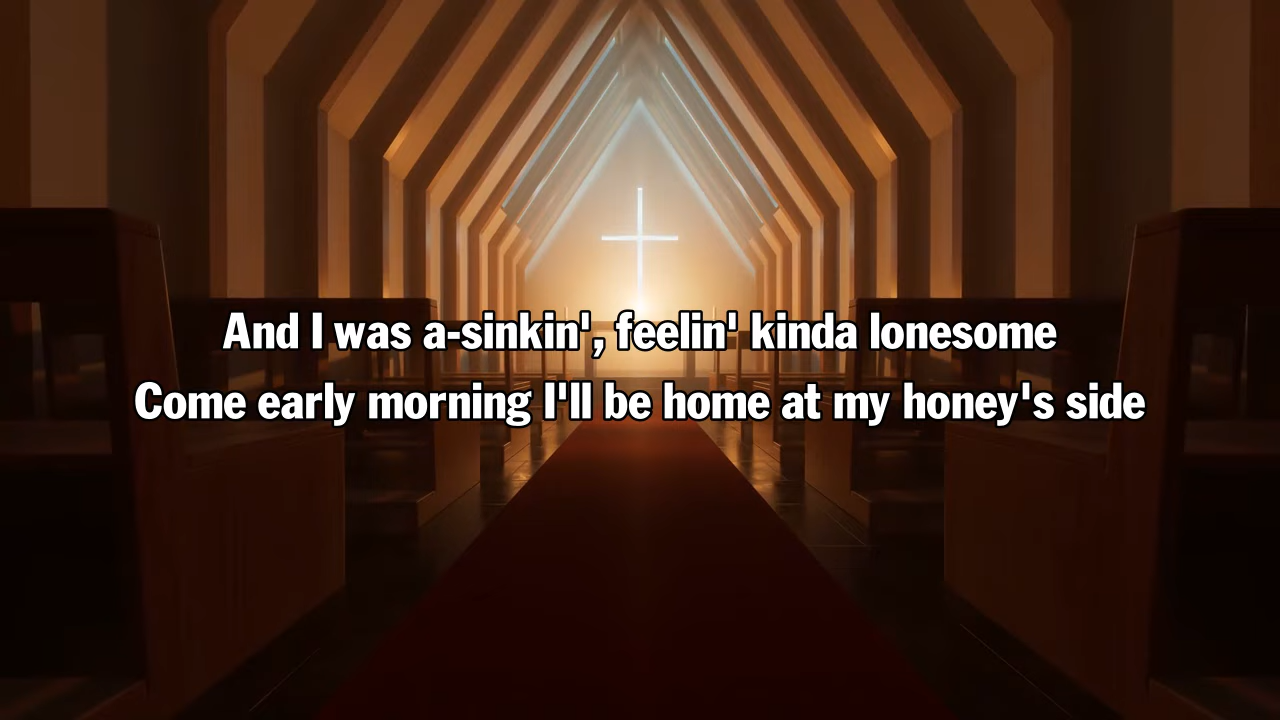 And I was a-sinkin', feelin' kinda lonesome
Come early morning I'll be home at my honey's side